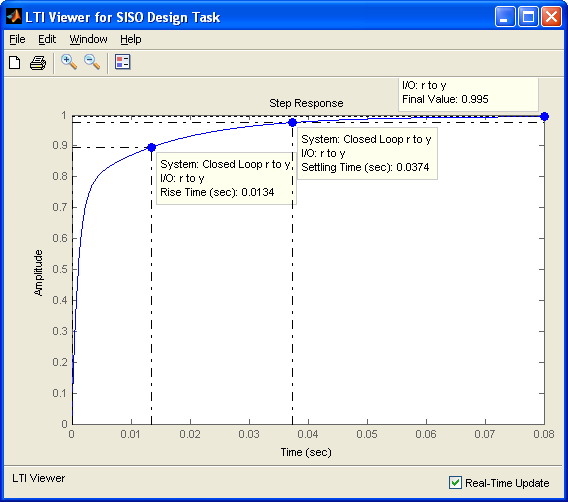 LTI Viewer for SISO Design Task
File Edit Window Help
I/O: r to y
Final Value: 0.995
Step Response
System: Closed Loop r to y
I/O: r to y
Settling Time (sec): 0.0374
System: Closed Loop r to y
I/O: r to y
Rise Time (sec): 0.0134
Amplitude
1
0.9
0.8
0.7
0.6
0.5
0.4
0.3
0.2
0.1
0
0 0.01 0.02 0.03 0.04 0.05 0.06 0.07 0.08
Time (sec)
LTI Viewer
Real-Time Update